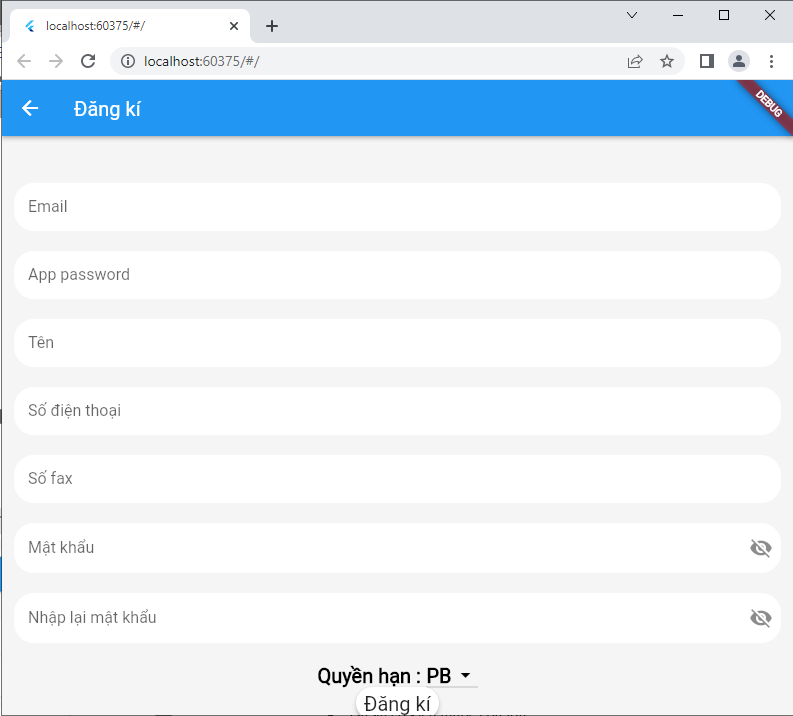 localhost:60375/#/
localhost:60375/#/
Đăng kí
DEBUG
Email
App password
Tên
Số điện thoại
Số fax
Mật khẩu
Nhập lại mật khẩu
Quyền hạn : PB
Đăng kí